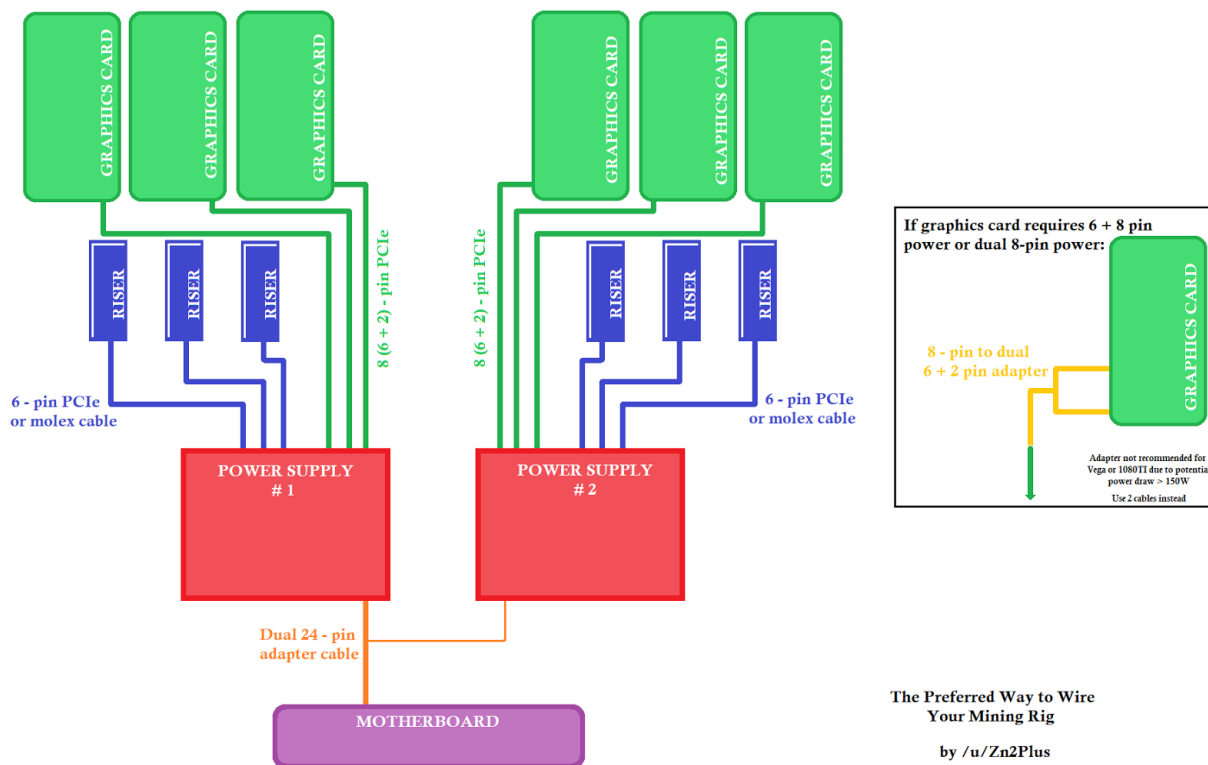 GRAPHICS CARD
GRAPHICS CARD
GRAPHICS CARD
GRAPHICS CARD
GRAPHICS CARD
GRAPHICS CARD
RISER
RISER
RISER
8 (6 + 2) - pin PCIe
8 (6 + 2) - pin PCIe
RISER
RISER
RISER
6 - pin PCIe
or molex cable
6 - pin PCIe
or molex cable
POWER SUPPLY
# 1
POWER SUPPLY
# 2
Dual 24 - pin
adapter cable
MOTHERBOARD
If graphics card requires 6 + 8 pin
power or dual 8-pin power:
GRAPHICS CARD
8 - pin to dual
6 + 2 pin adapter
Adapter not recommended for
Vega or 1080TI due to potential
power draw > 150W
Use 2 cables instead
The Preferred Way to Wire
Your Mining Rig
by /u/Zn2Plus